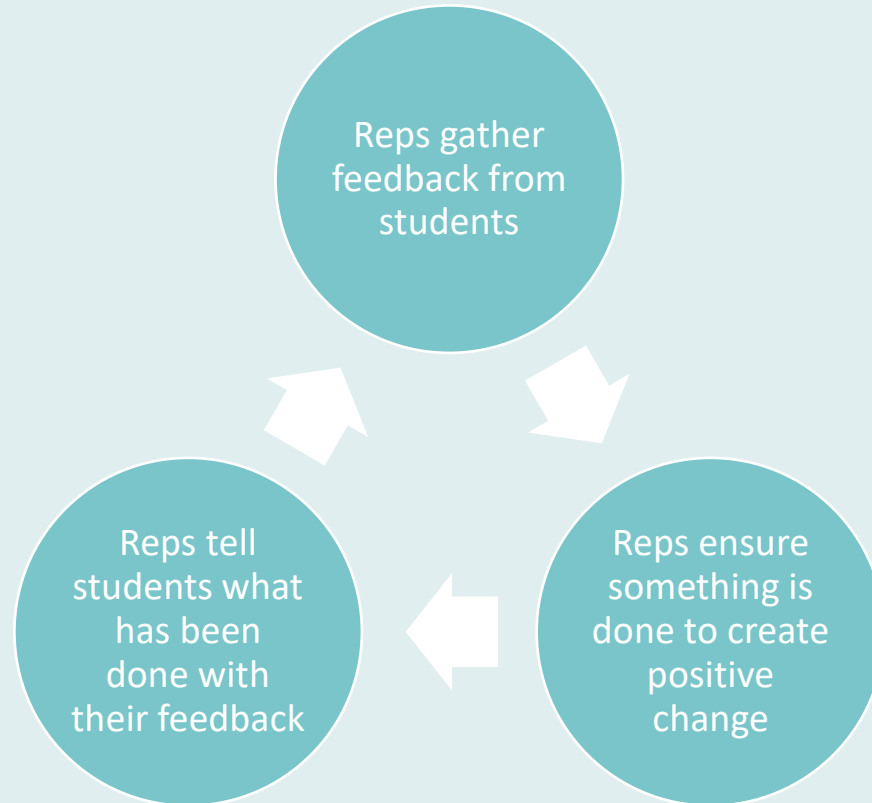 Reps gather
feedback from
students
Reps ensure
something is
done to create
positive
change
Reps tell
students what
has been
done with
their feedback